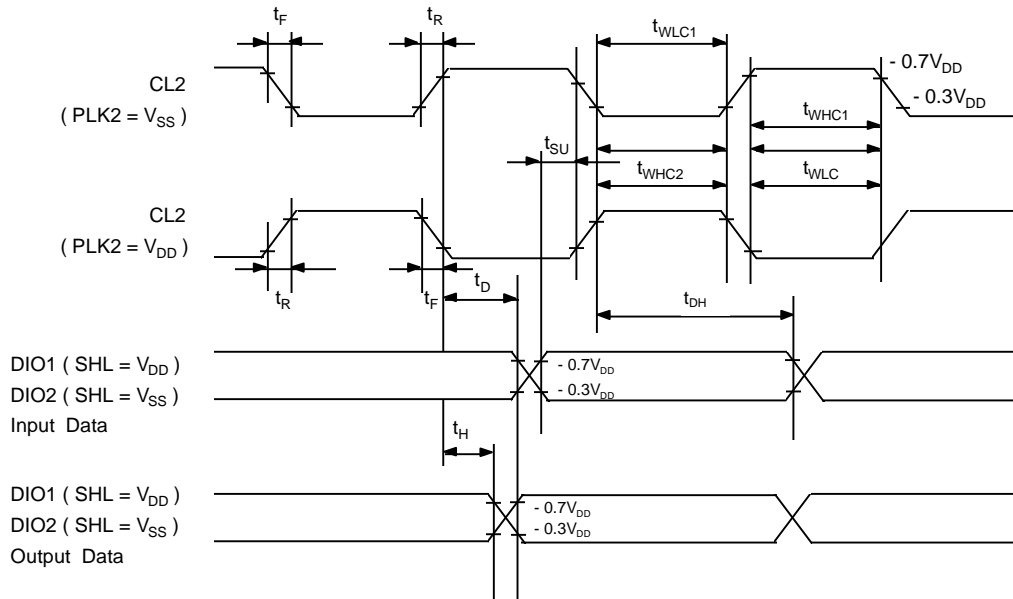 tF
tR
tWLC1
CL2
( PLK2 = VSS )
- 0.7VDD
- 0.3VDD
tWHC1
tSU
tWHC2
tWLC
CL2
( PLK2 = VDD )
tR
tF
tD
tDH
DIO1 ( SHL = VDD )
DIO2 ( SHL = VSS )
Input Data
- 0.7VDD
- 0.3VDD
tH
DIO1 ( SHL = VDD )
DIO2 ( SHL = VSS )
Output Data
- 0.7VDD
- 0.3VDD